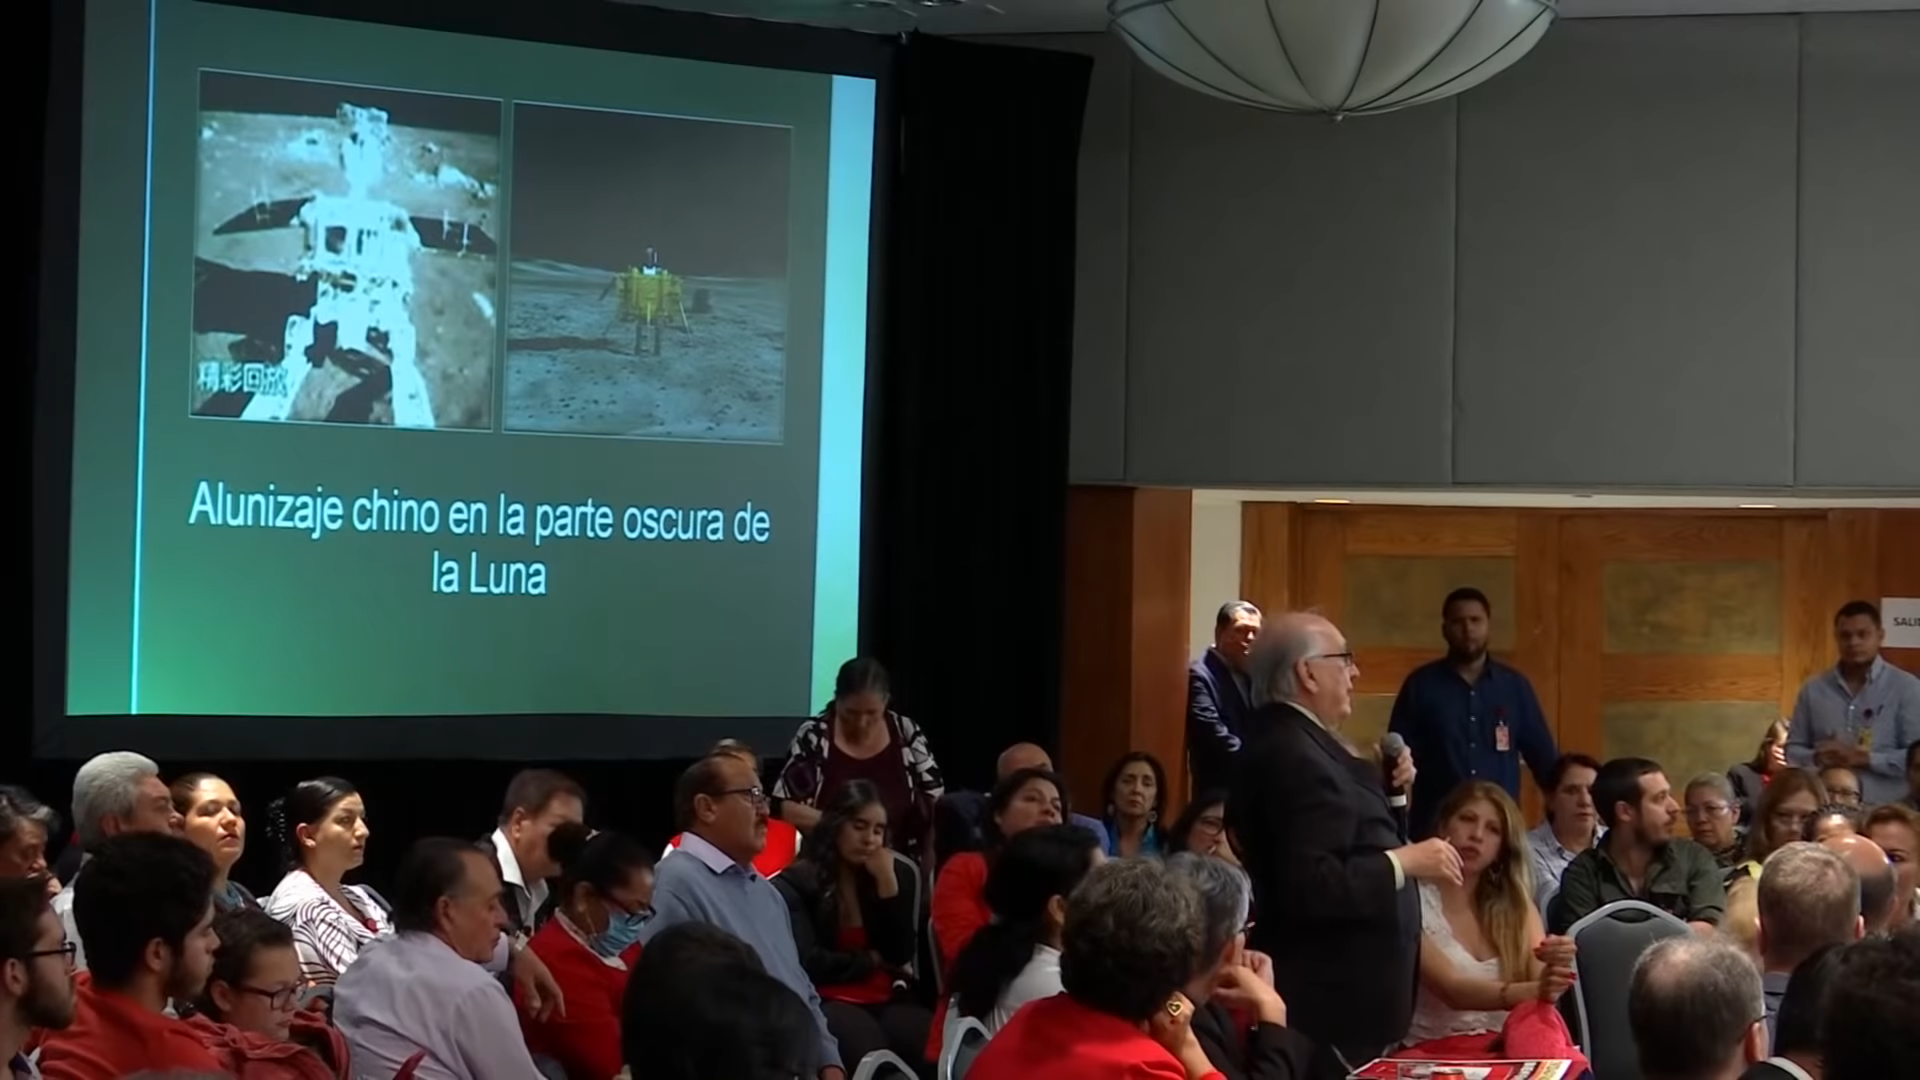 精彩回放
Alunizaje chino en la parte oscura de
la Luna